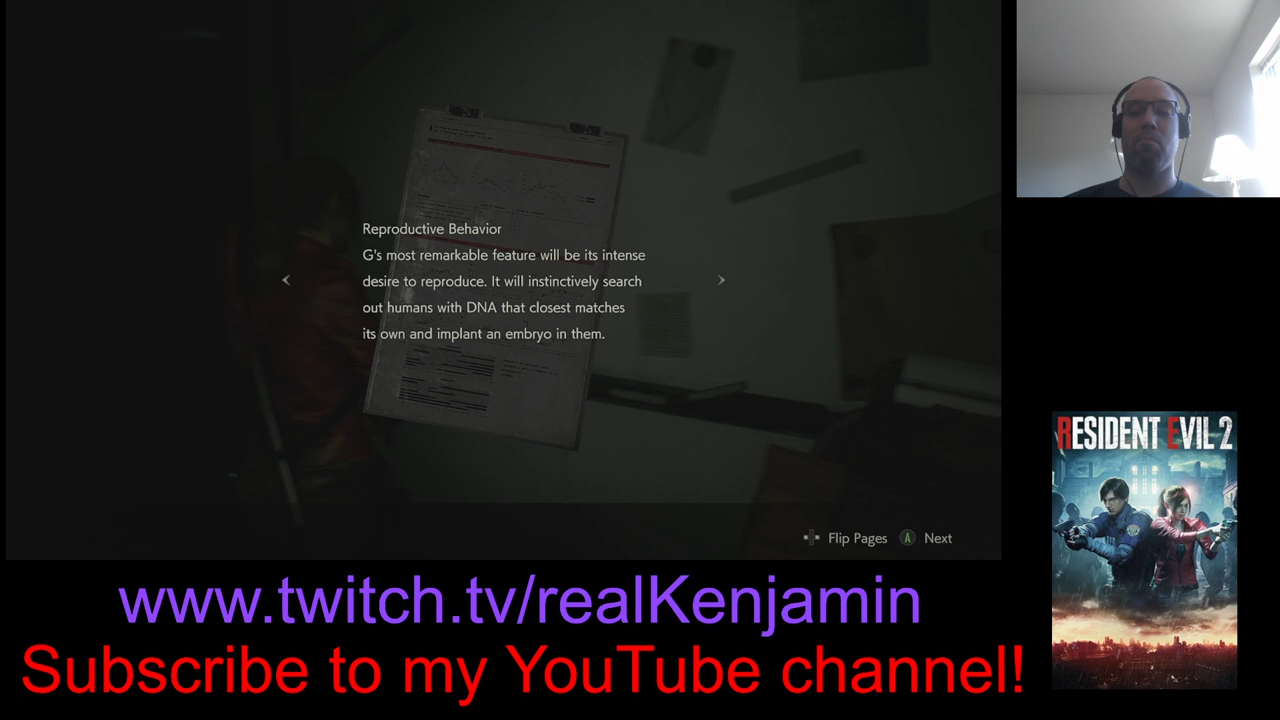 Reproductive Behavior
G's most remarkable feature will be its intense
desire to reproduce. It will instinctively search
out humans with DNA that closest matches
its own and implant an embryo in them.
Flip Pages A Next
RESIDENT EVIL 2
www.twitch.tv/realKenjamin
Subscribe to my YouTube channel!